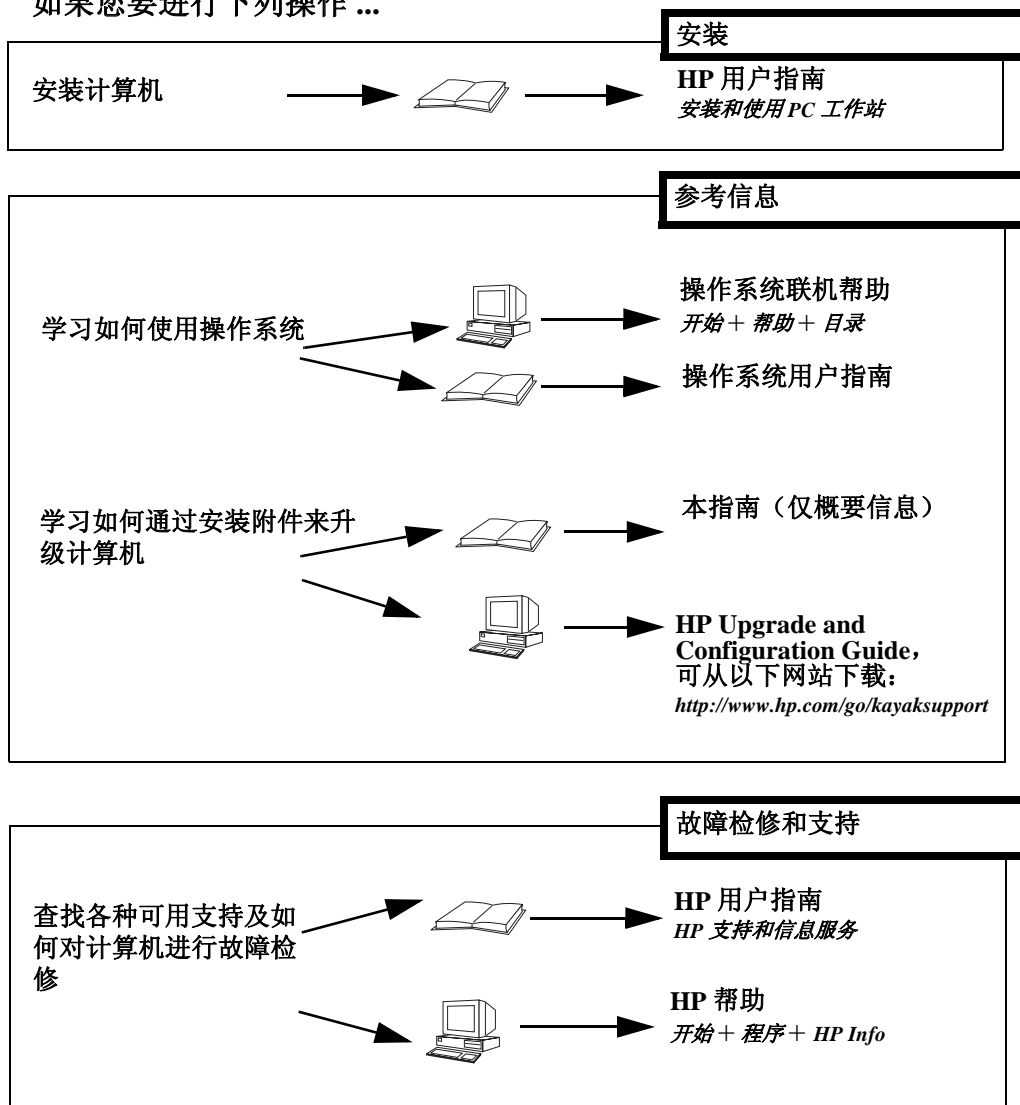 如果您要进行下列操作 ...
安装
安装计算机
HP 用户指南
安装和使用 PC 工作站
参考信息
学习如何使用操作系统
操作系统联机帮助
开始＋ 帮助＋ 目录
操作系统用户指南
学习如何通过安装附件来升
级计算机
本指南（仅概要信息）
HP Upgrade and
Configuration Guide，
可从以下网站下载：
http://www.hp.com/go/kayaksupport
故障检修和支持
查找各种可用支持及如
何对计算机进行故障检
修
HP 用户指南
HP 支持和信息服务
HP 帮助
开始＋ 程序＋ HP Info